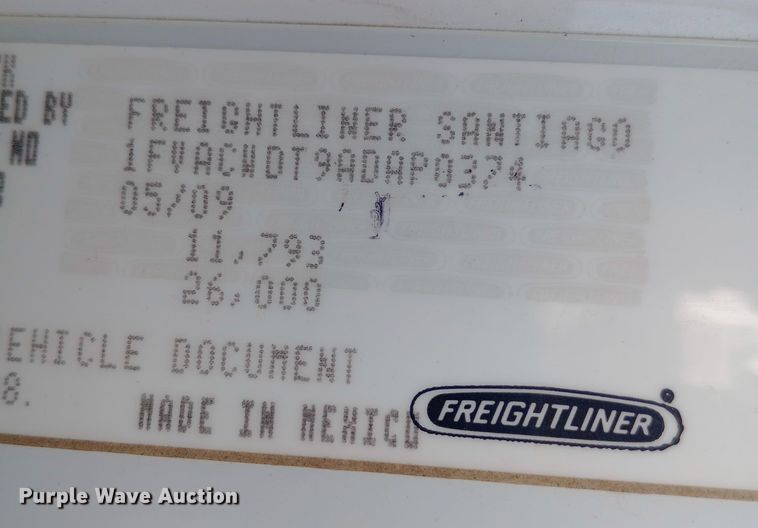 ED BY FREIGHTLINER SANTIAGO
NO 1FVACWDT9ADAP0374
05/09
11,793
26,000
EHICLE DOCUMENT
8.
MADE IN MEXICO
FREIGHTLINER
Purple Wave Auction